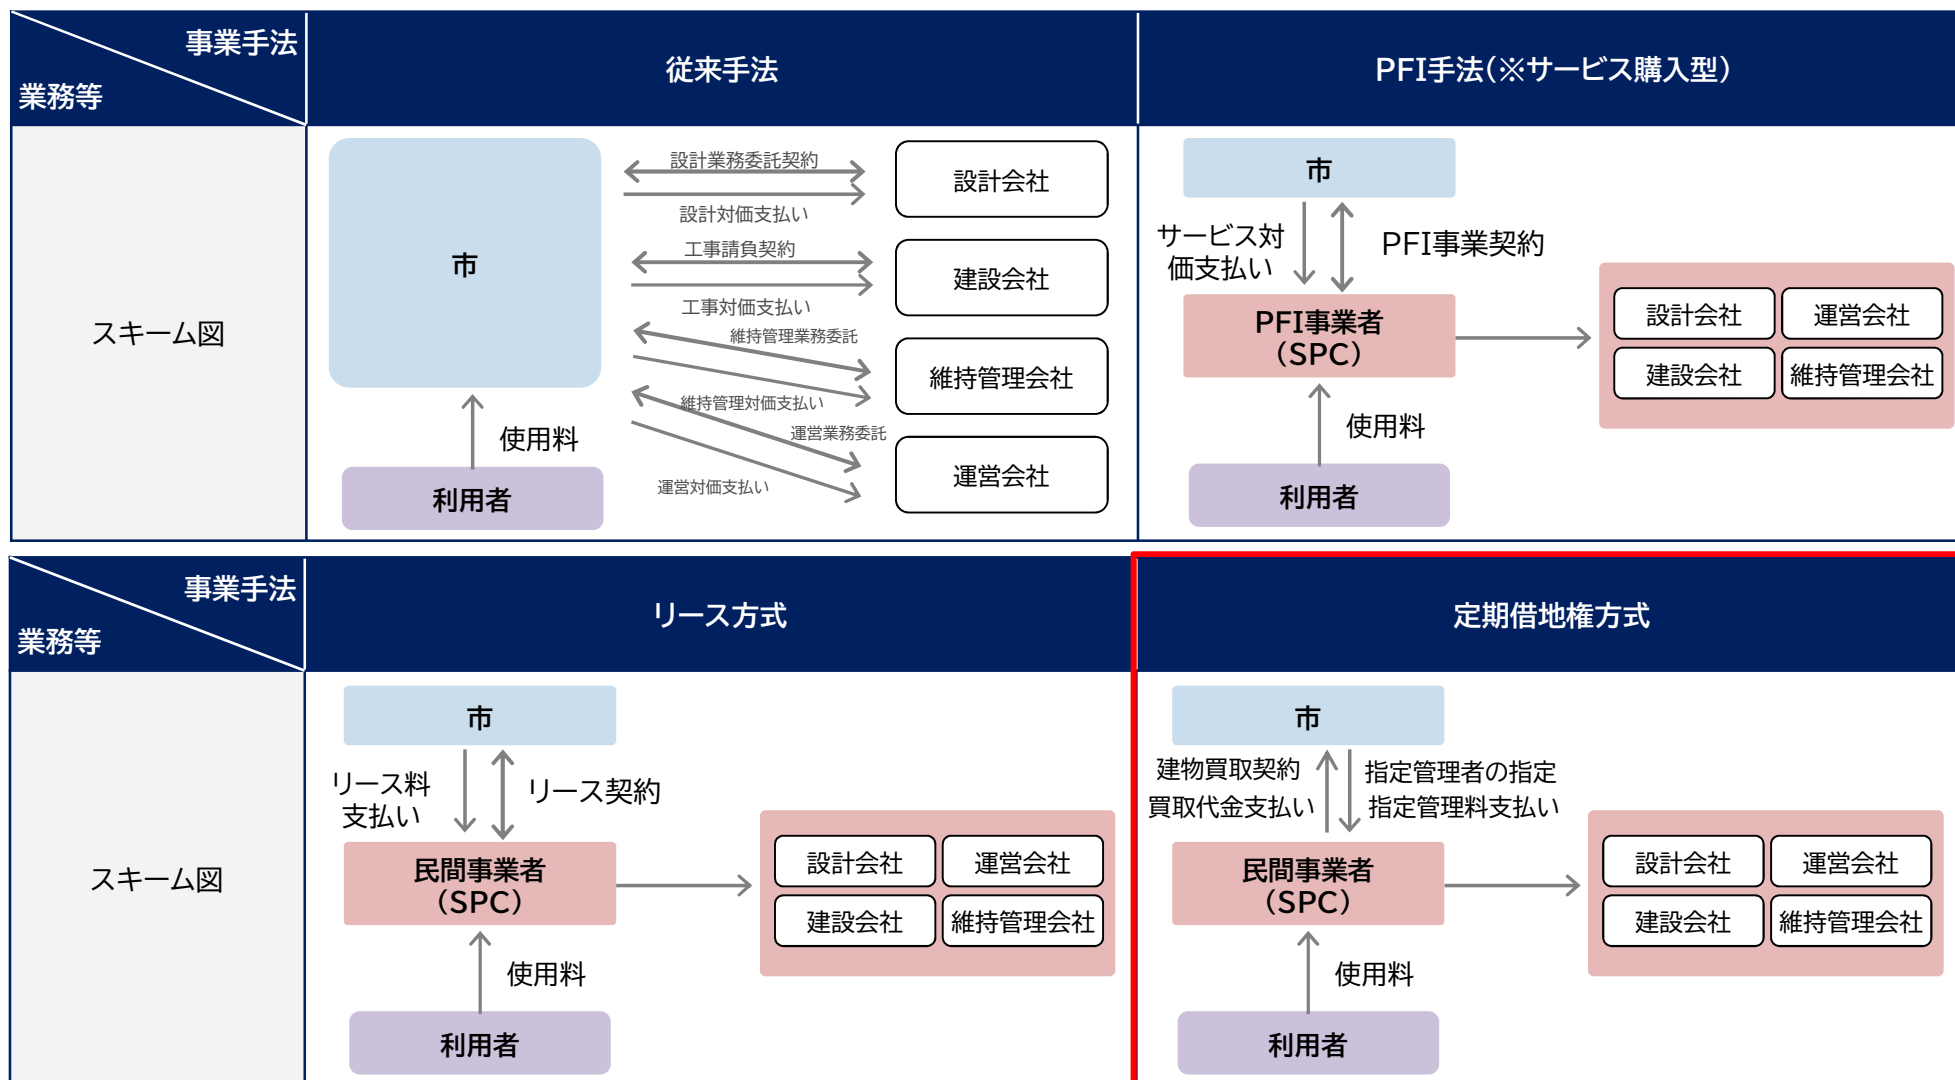 事業手法
業務等
従来手法
PFI手法(※サービス購入型)
スキーム図
市
設計業務委託契約
設計対価支払い
工事請負契約
工事対価支払い
維持管理業務委託
維持管理対価支払い
運営業務委託
運営対価支払い
設計会社
建設会社
維持管理会社
運営会社
使用料
利用者
市
サービス対
価支払い
PFI事業契約
PFI事業者
(SPC)
設計会社
運営会社
建設会社
維持管理会社
使用料
利用者
事業手法
業務等
リース方式
定期借地権方式
スキーム図
市
リース料
支払い
リース契約
民間事業者
(SPC)
設計会社
運営会社
建設会社
維持管理会社
使用料
利用者
市
建物買取契約
買取代金支払い
指定管理者の指定
指定管理料支払い
民間事業者
(SPC)
設計会社
運営会社
建設会社
維持管理会社
使用料
利用者